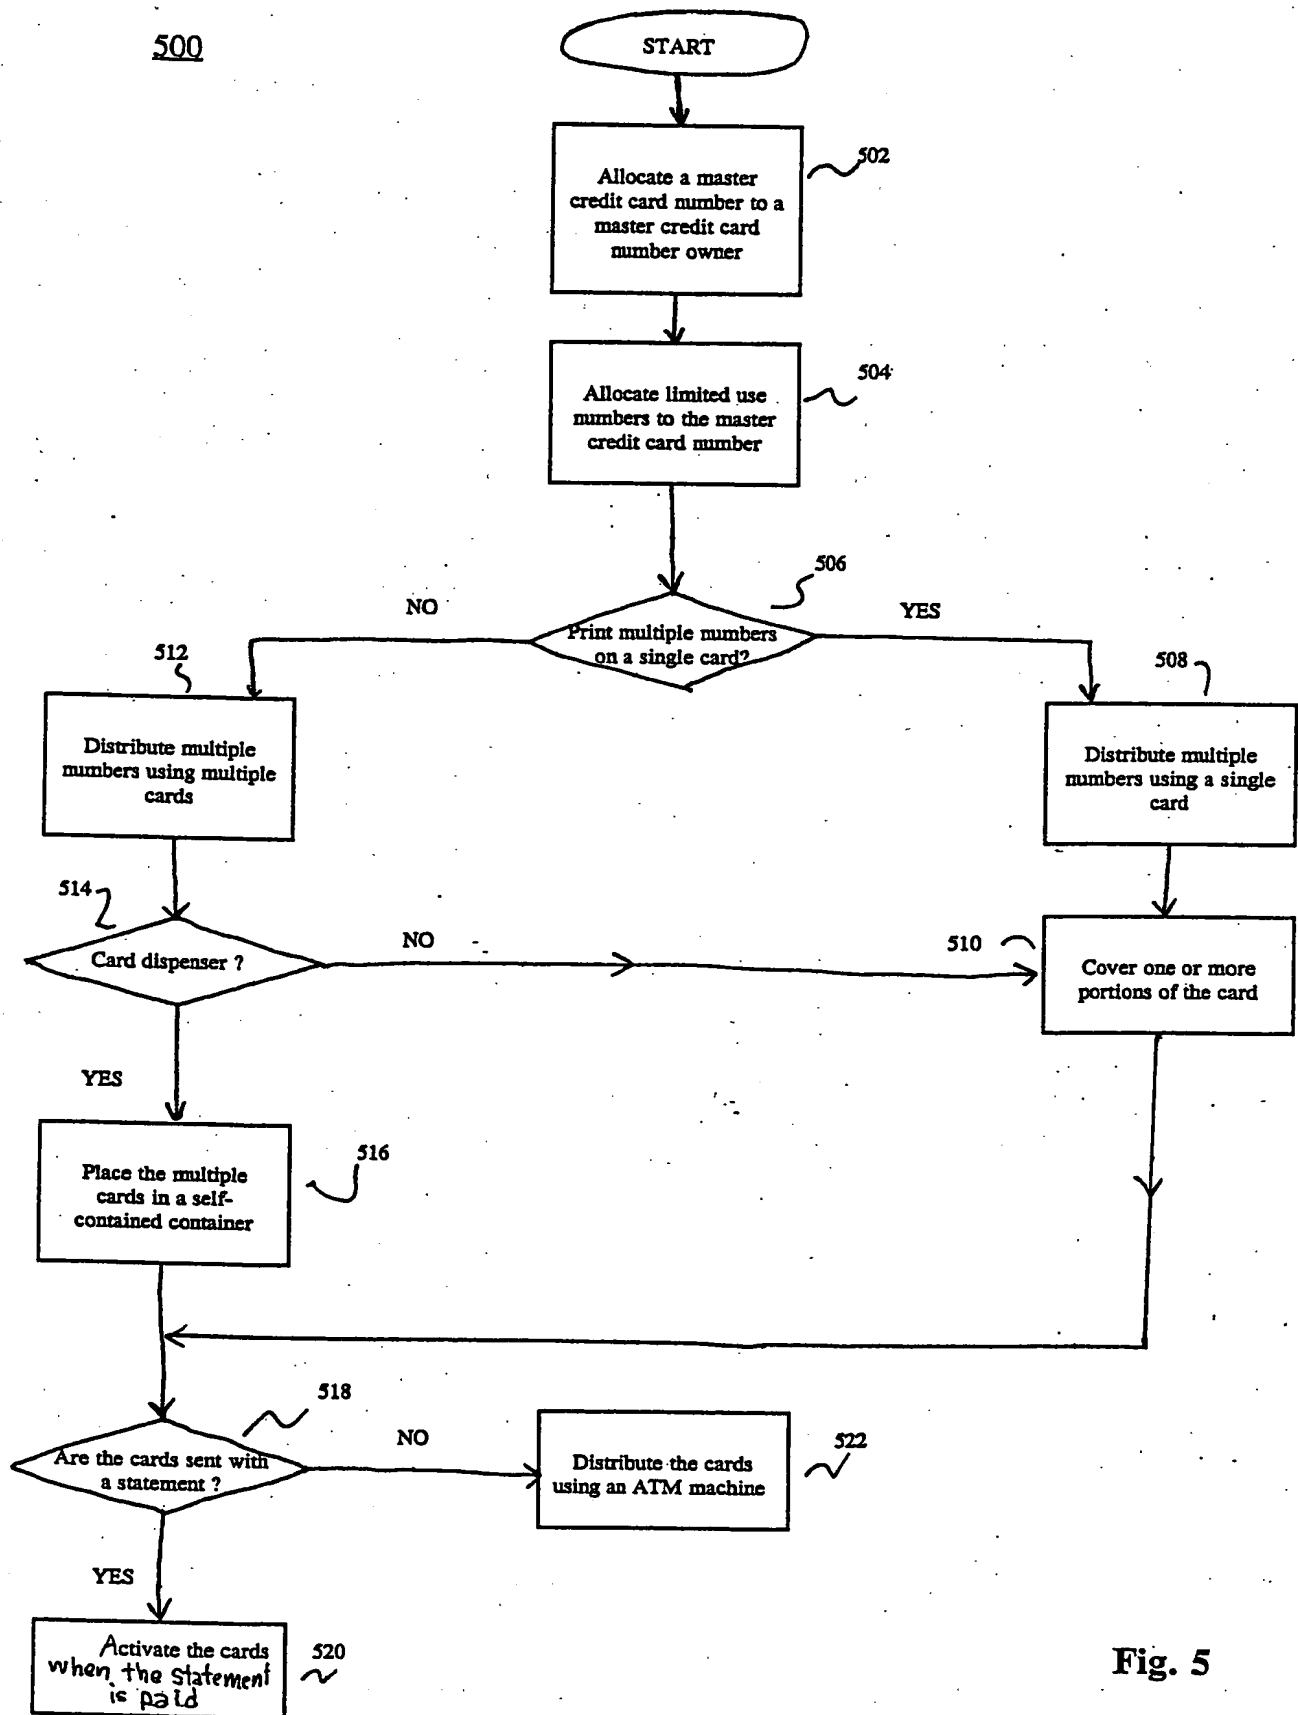 500
START
502
Allocate a master
credit card number to a
master credit card
number owner
504
Allocate limited use
numbers to the master
credit card number
506
NO
YES
Print multiple numbers
on a single card?
512
508
Distribute multiple
numbers using multiple
cards
Distribute multiple
numbers using a single
card
514
Card dispenser ?
NO
510
Cover one or more
portions of the card
YES
516
Place the multiple
cards in a self-
contained container
518
Are the cards sent with
a statement ?
NO
522
Distribute the cards
using an ATM machine
YES
520
Activate the cards
when the statement
is paid
Fig. 5